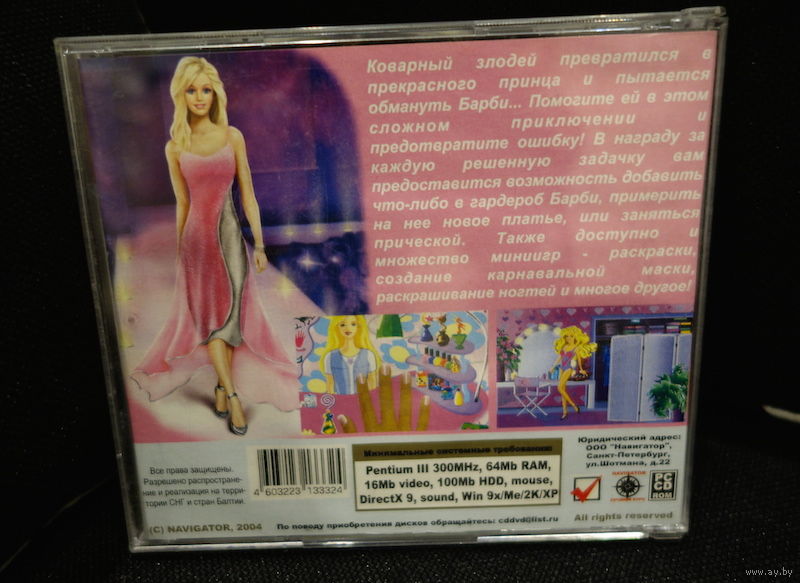 Коварный злодей превратился в
прекрасного принца и пытается
обмануть Барби... Помогите ей в этом
сложном приключении и
предотвратите ошибку! В награду за
каждую решенную задачку вам
предоставится возможность добавить
что-либо в гардероб Барби, примерить
на нее новое платье, или заняться
прической. Также доступно и
множество миниигр - раскраски,
создание карнавальной маски,
раскрашивание ногтей и многое другое!
Все права защищены.
Разрешено распростране-
ние и реализация на терри-
тории СНГ и стран Балтии.
4 603223 133324
Минимальные системные требования:
Pentium III 300MHz, 64Mb RAM,
16Mb video, 100Mb HDD, mouse,
DirectX 9, sound, Win 9x/Me/2K/XP
Юридический адрес:
ООО "Навигатор",
Санкт-Петербург,
ул.Шотмана, д.22
НАВИГАТОР
PC
CD
ROM
(C) NAVIGATOR, 2004
По поводу приобретения дисков обращайтесь: cddvd@list.ru
All rights reserved
www.ay.by